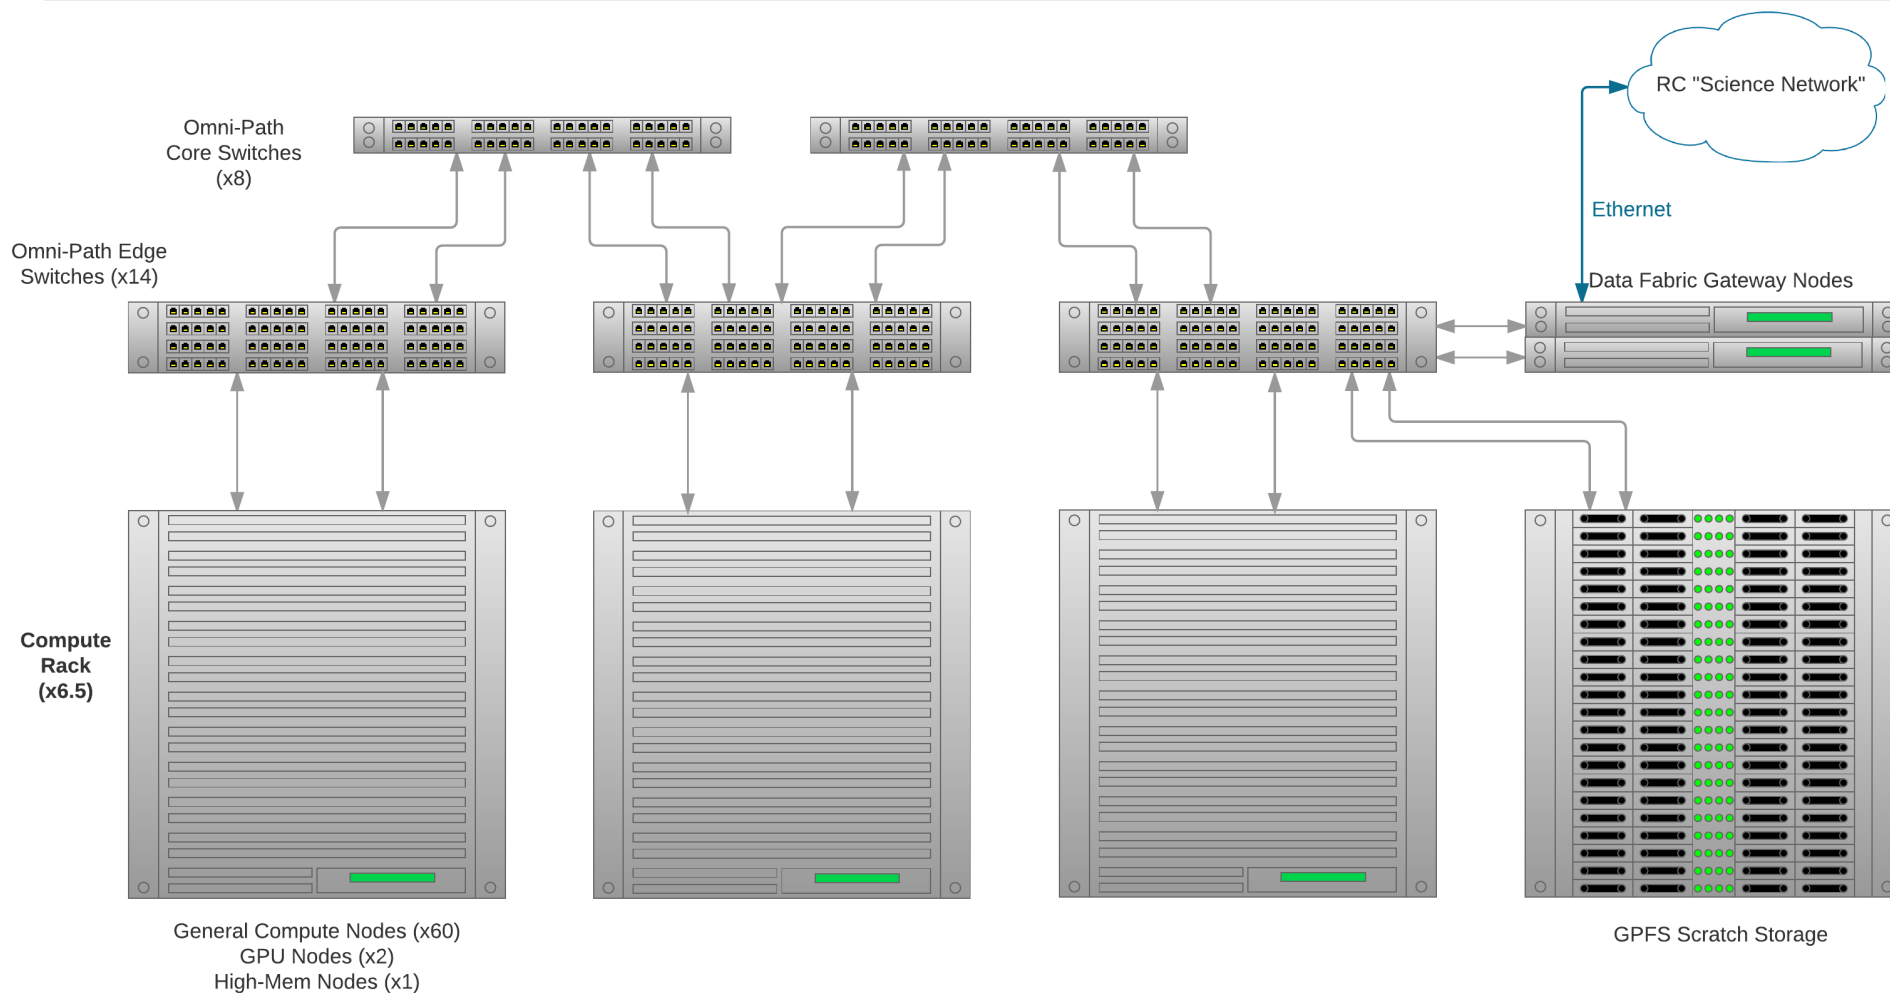 RC "Science Network"
Omni-Path
Core Switches
(x8)
Ethernet
Omni-Path Edge
Switches (x14)
Data Fabric Gateway Nodes
Compute
Rack
(x6.5)
General Compute Nodes (x60)
GPU Nodes (x2)
High-Mem Nodes (x1)
GPFS Scratch Storage